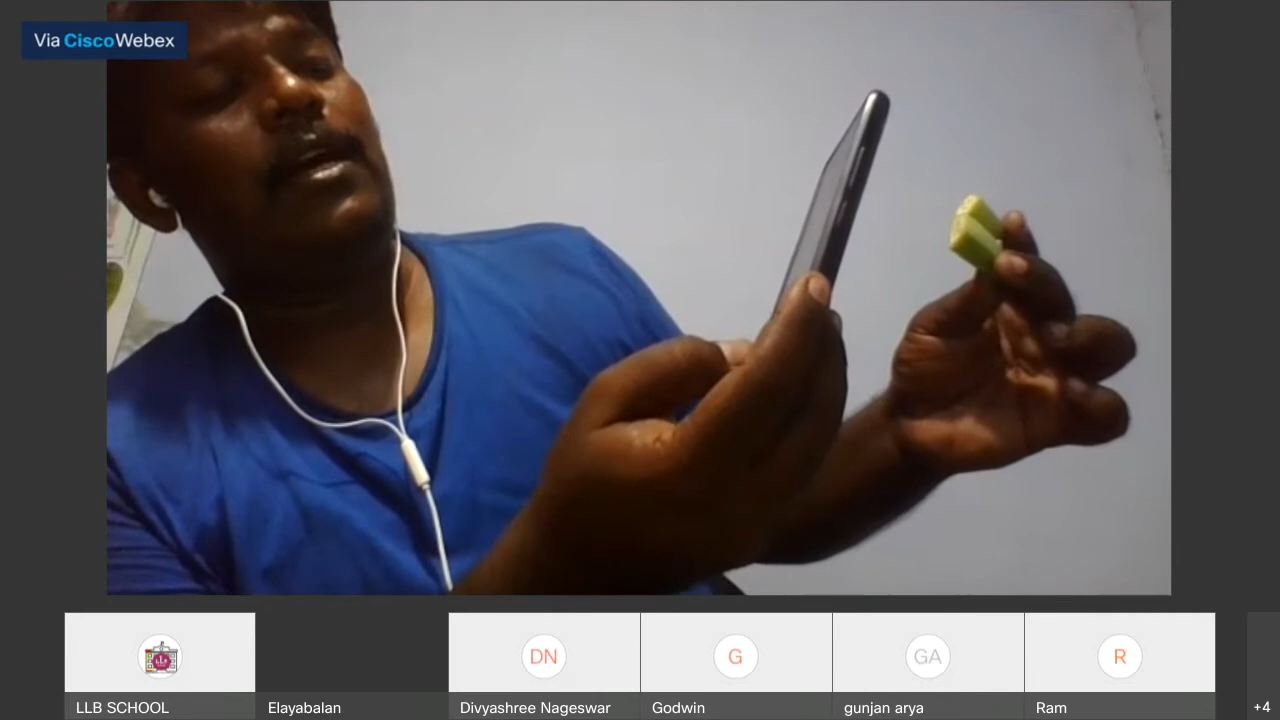 Via CiscoWebex
LLB SCHOOL
Elayabalan
DN
Divyashree Nageswar
G
Godwin
GA
gunjan arya
R
Ram
+4